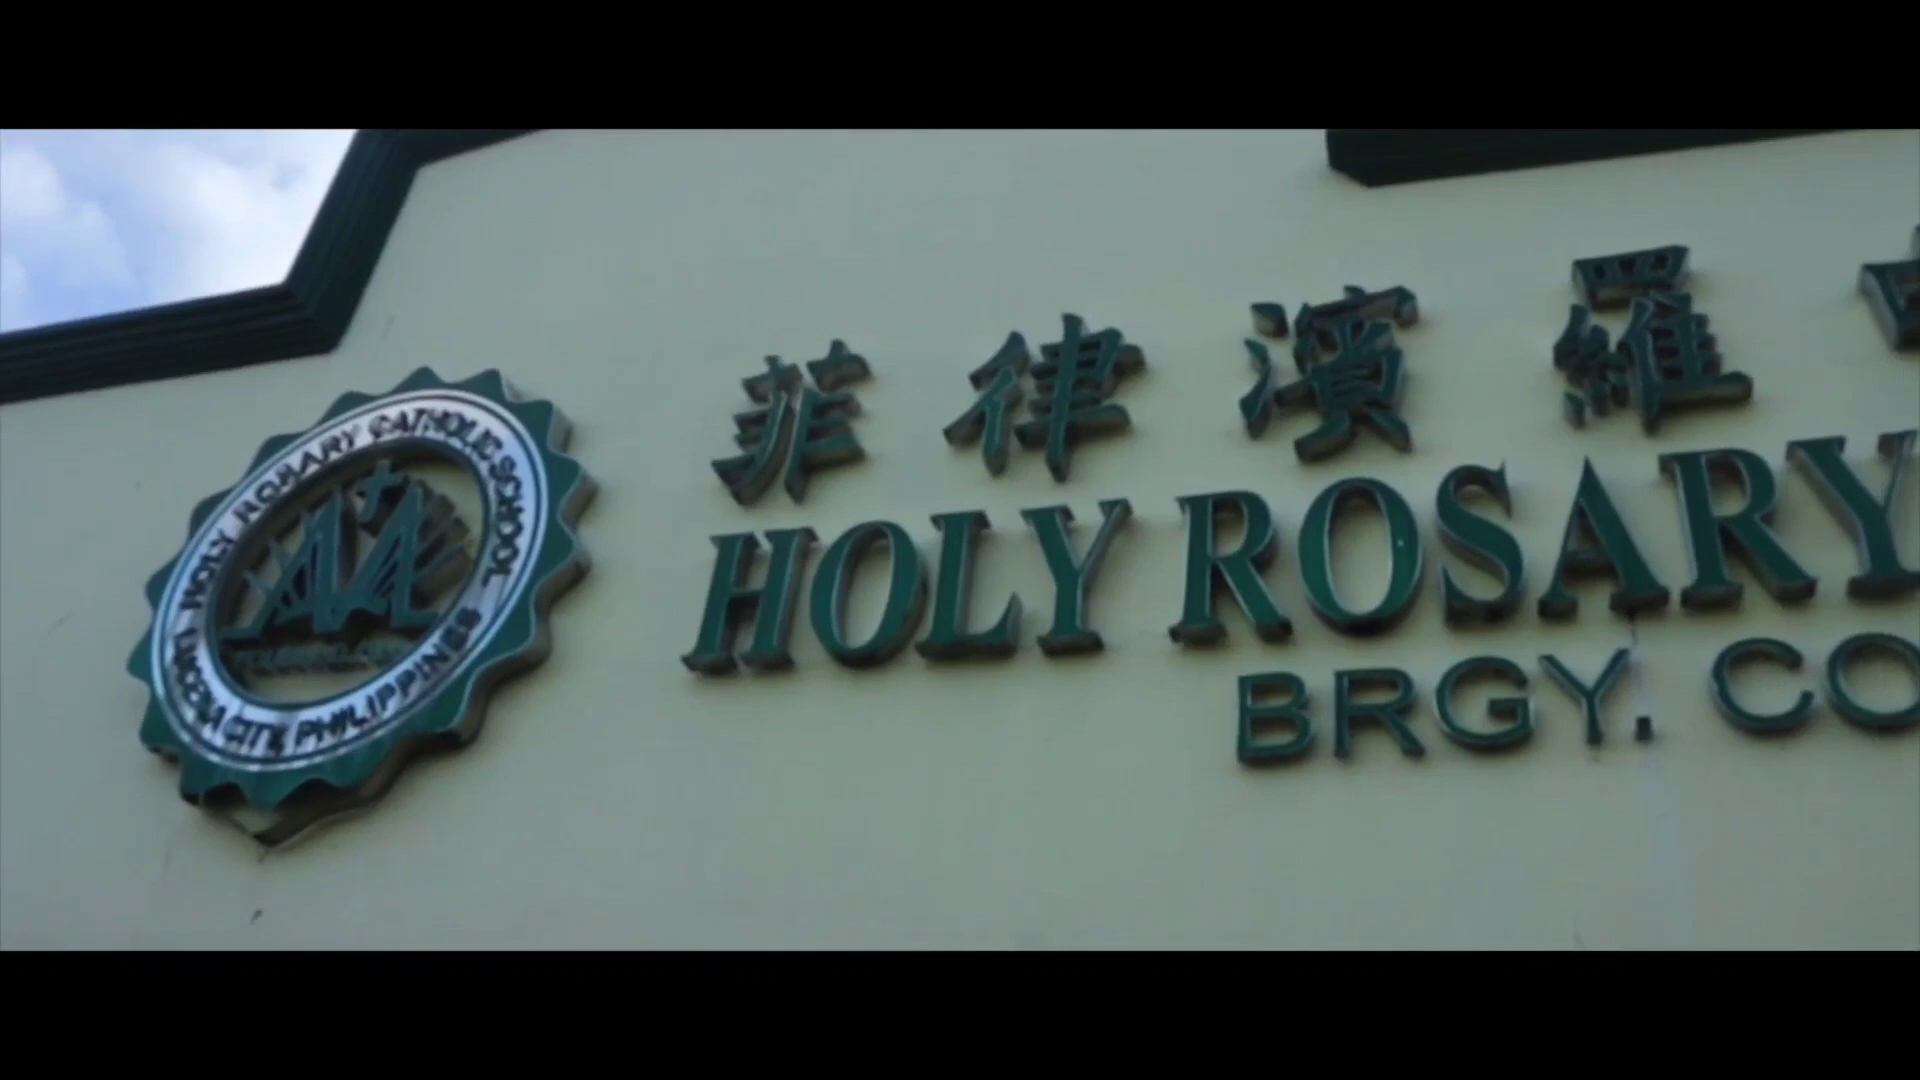 HOLY ROSARY CATHOLIC SCHOOL
LUCENA CITY, PHILIPPINES
菲律濱羅
HOLY ROSARY
BRGY. CO